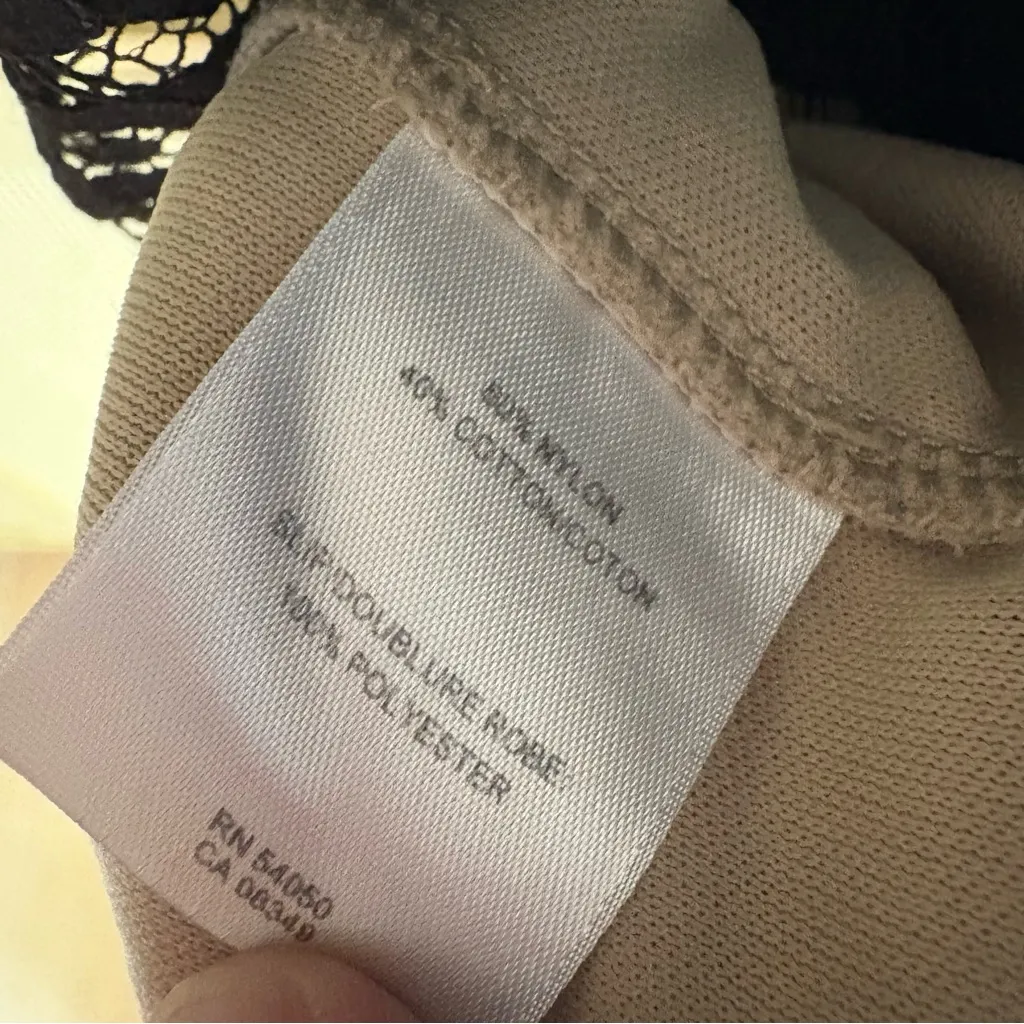 60% NYLON
40% COTTON/COTON
SLIP/DOUBLURE ROBE
100% POLYESTER
RN 54050
CA 08349